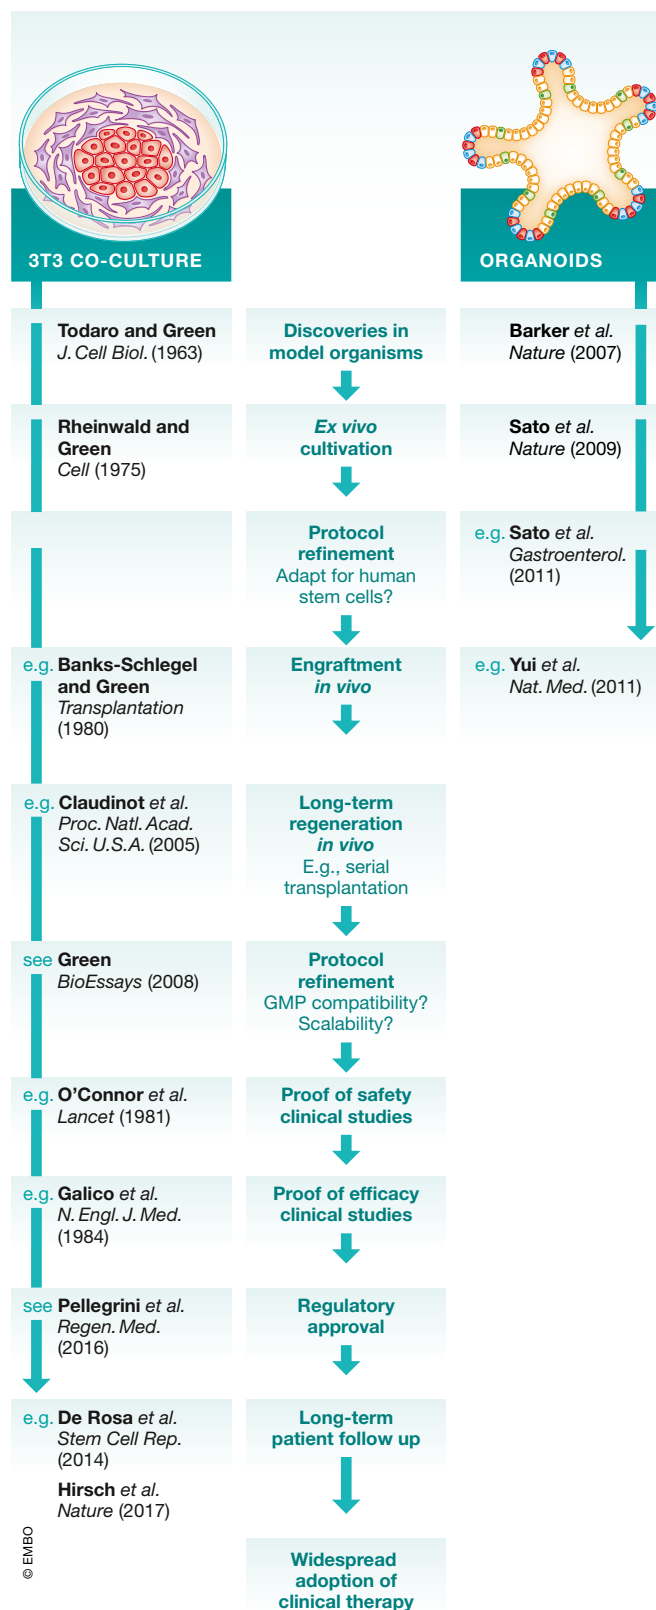 3T3 CO-CULTURE
ORGANOIDS
Todaro and Green
J. Cell Biol. (1963)
Discoveries in
model organisms
Barker et al.
Nature (2007)
Rheinwald and
Green
Cell (1975)
Ex vivo
cultivation
Sato et al.
Nature (2009)
Protocol
refinement
Adapt for human
stem cells?
e.g. Sato et al.
Gastroenterol.
(2011)
e.g. Banks-Schlegel
and Green
Transplantation
(1980)
Engraftment
in vivo
e.g. Yui et al.
Nat. Med. (2011)
e.g. Claudinot et al.
Proc. Natl. Acad.
Sci. U.S.A. (2005)
Long-term
regeneration
in vivo
E.g., serial
transplantation
see Green
BioEssays (2008)
Protocol
refinement
GMP compatibility?
Scalability?
e.g. O'Connor et al.
Lancet (1981)
Proof of safety
clinical studies
e.g. Galico et al.
N. Engl. J. Med.
(1984)
Proof of efficacy
clinical studies
see Pellegrini et al.
Regen. Med.
(2016)
Regulatory
approval
e.g. De Rosa et al.
Stem Cell Rep.
(2014)
Hirsch et al.
Nature (2017)
Long-term
patient follow up
Widespread
adoption of
clinical therapy
© EMBO